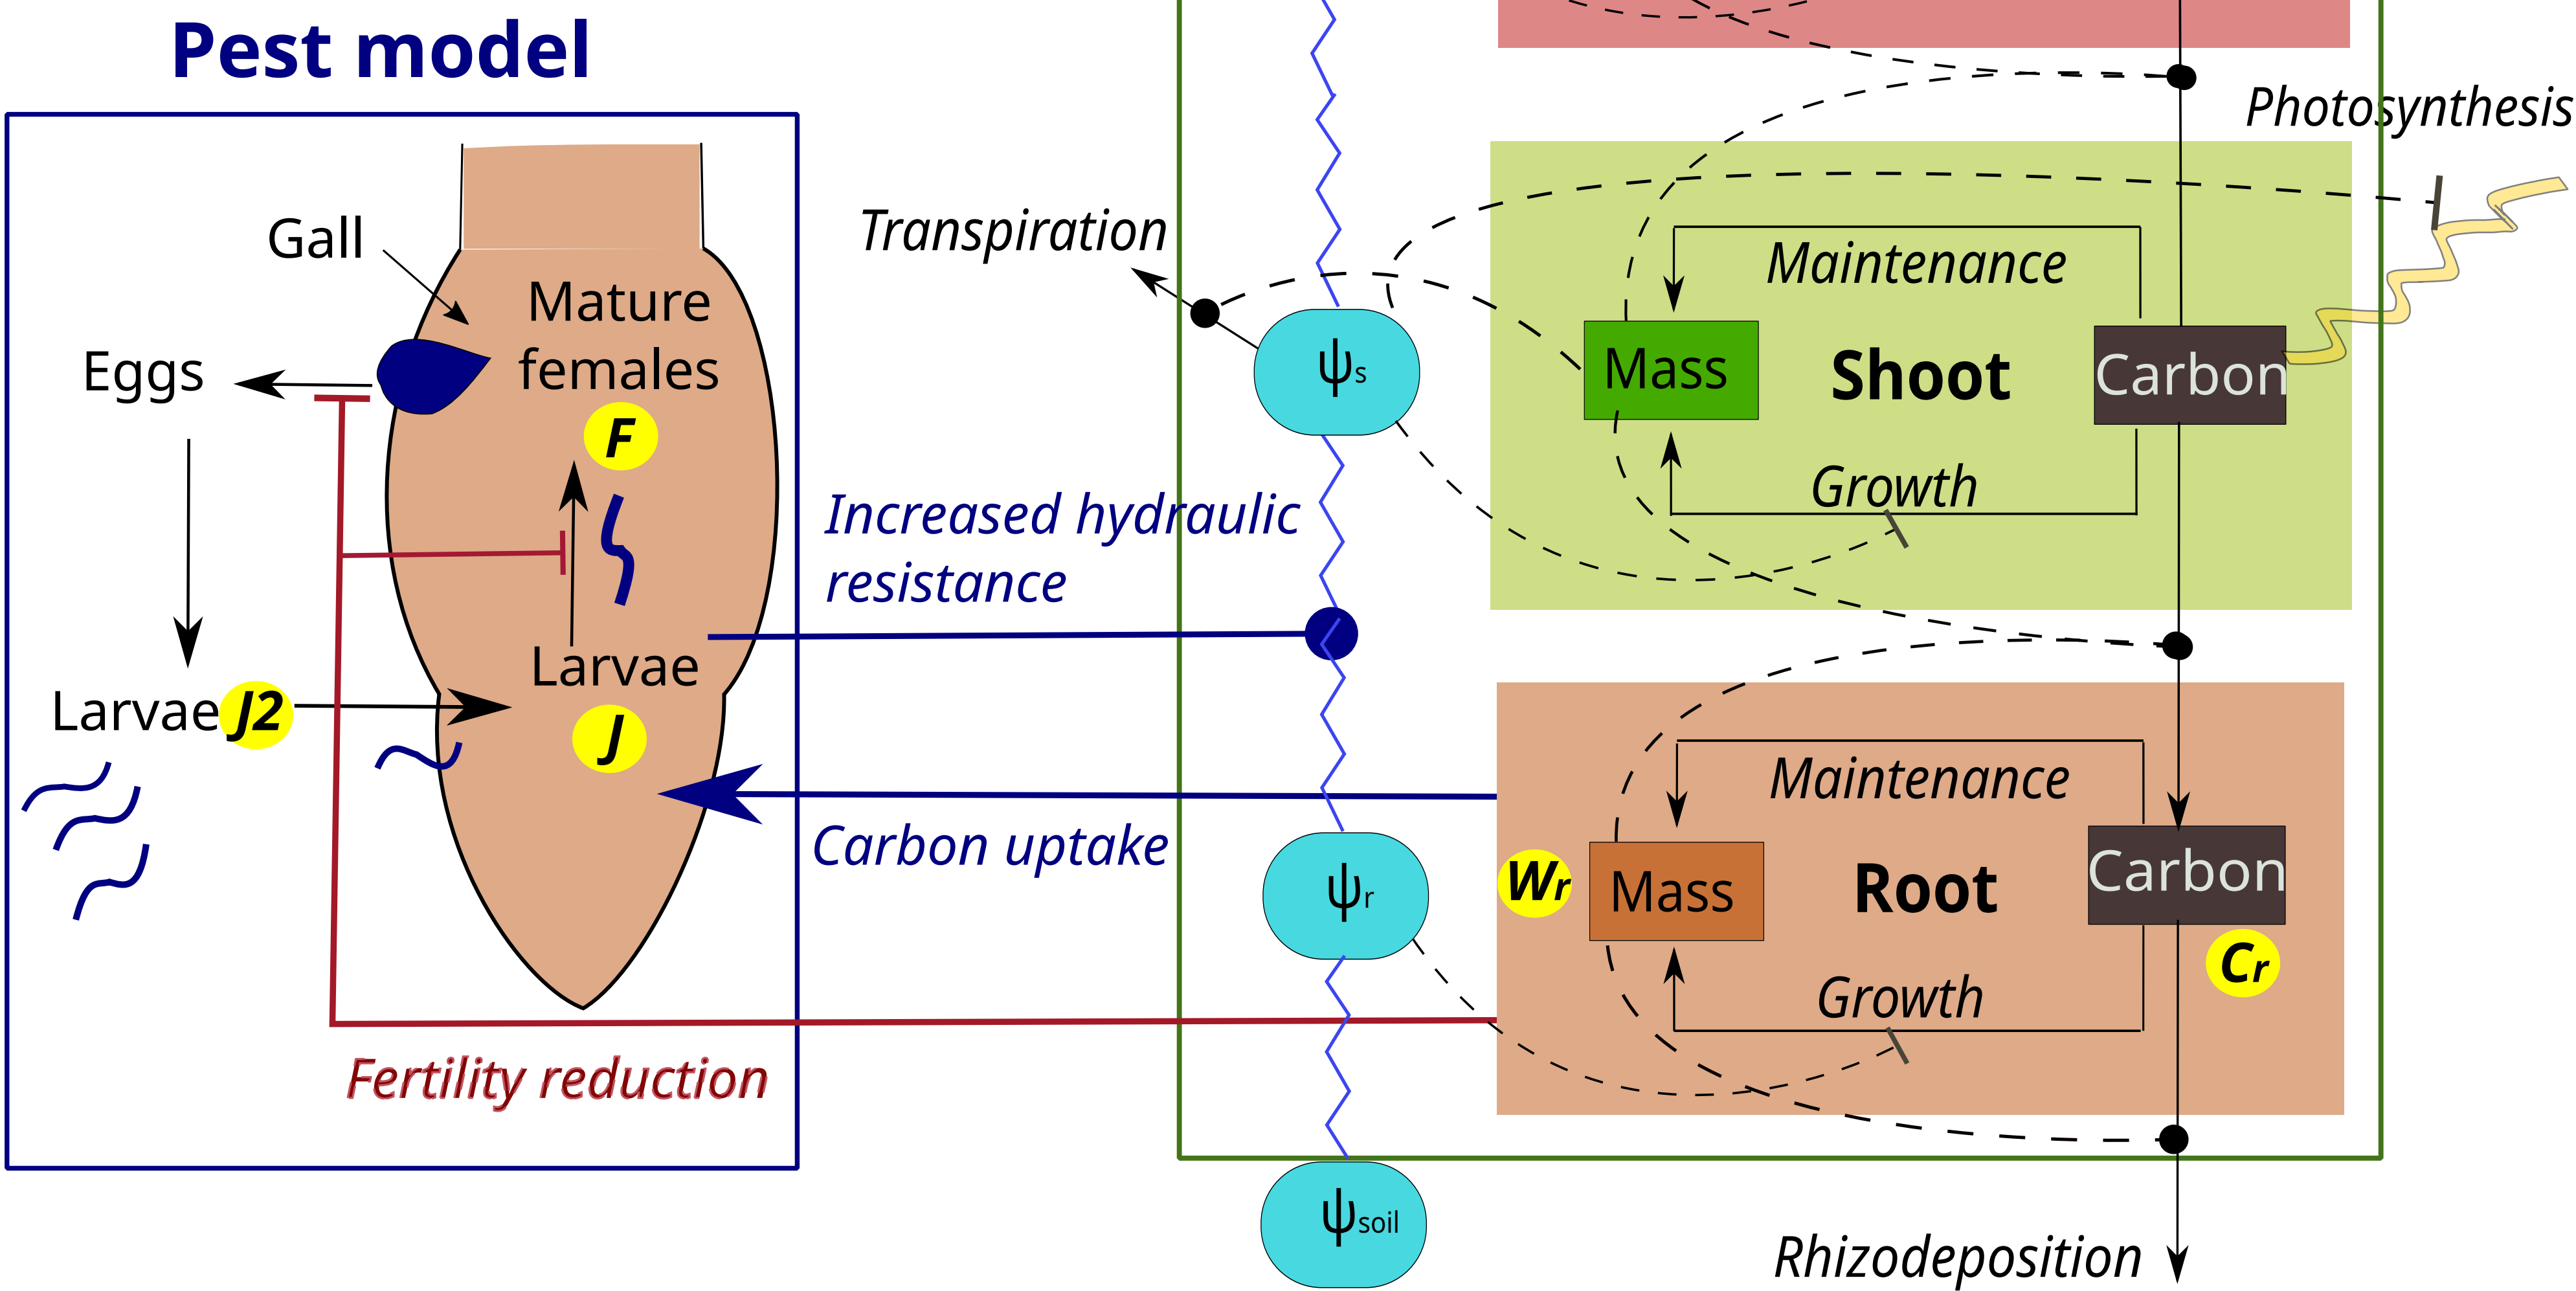 Pest model
Photosynthesis
Gall
Transpiration
Maintenance
Mature
females
F
Eggs
ψs
Mass
Shoot
Carbon
Growth
Increased hydraulic
resistance
Larvae
J
Larvae J2
Maintenance
Carbon uptake
ψr
Wr
Mass
Root
Carbon
Cr
Growth
Fertility reduction
ψsoil
Rhizodeposition